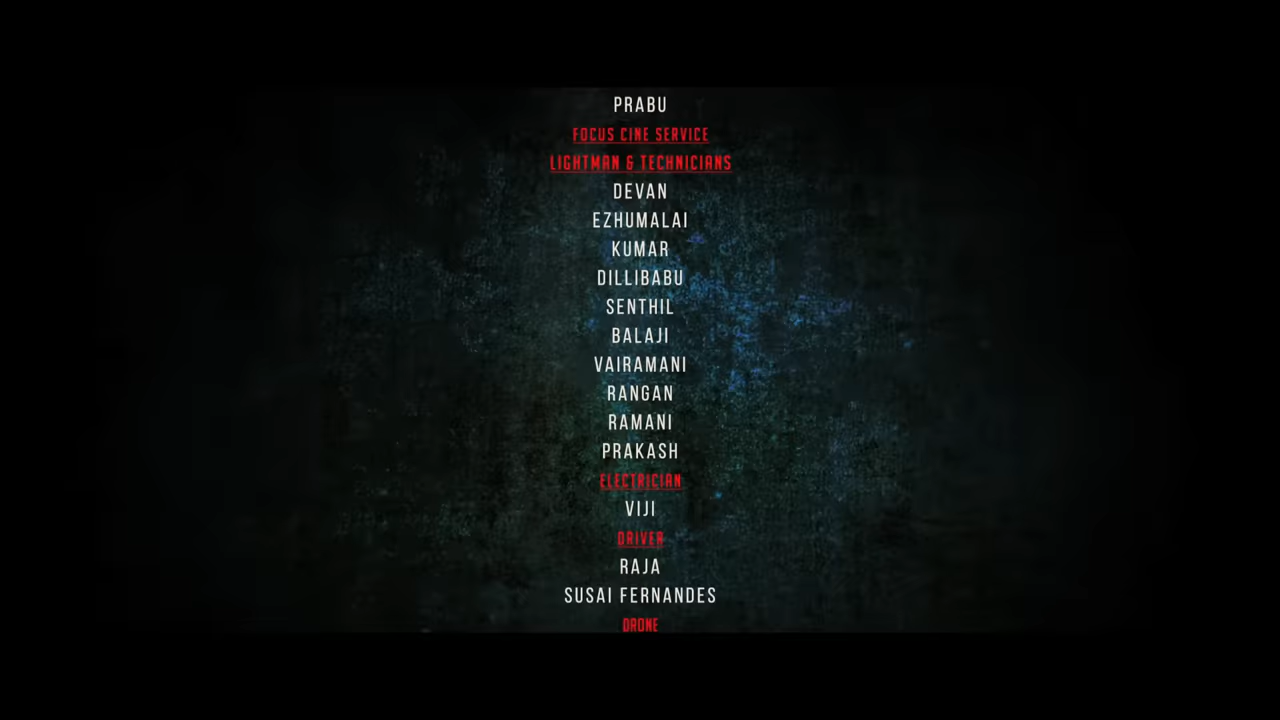 PRABU
FOCUS CINE SERVICE
LIGHTMAN & TECHNICIANS
DEVAN
EZHUMALAI
KUMAR
DILLIBABU
SENTHIL
BALAJI
VAIRAMANI
RANGAN
RAMANI
PRAKASH
ELECTRICIAN
VIJI
DRIVER
RAJA
SUSAI FERNANDES
DRONE